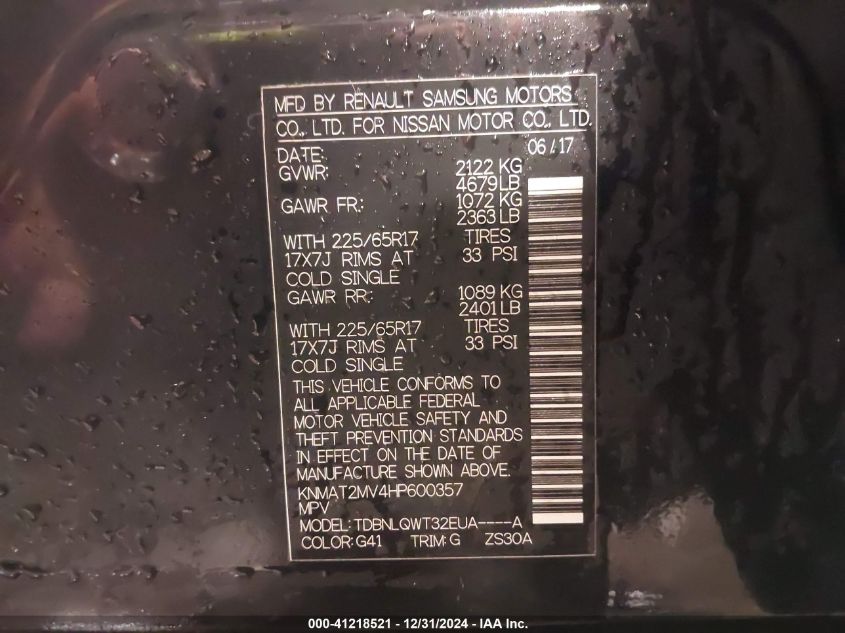 MFD BY RENAULT SAMSUNG MOTORS
CO., LTD. FOR NISSAN MOTOR CO., LTD.
DATE: 06/17
GVWR: 2122 KG
4679LB
GAWR FR: 1072 KG
2363 LB
WITH 225/65R17 TIRES
17X7J RIMS AT 33 PSI
COLD SINGLE
GAWR RR: 1089 KG
2401LB
WITH 225/65R17 TIRES
17X7J RIMS AT 33 PSI
COLD SINGLE
THIS VEHICLE CONFORMS TO
ALL APPLICABLE FEDERAL
MOTOR VEHICLE SAFETY AND
THEFT PREVENTION STANDARDS
IN EFFECT ON THE DATE OF
MANUFACTURE SHOWN ABOVE.
KNMAT2MV4HP600357
MPV
MODEL: TDBNLQWT32EUA----A
COLOR: G41 TRIM: G ZS30A
000-41218521 - 12/31/2024 - IAA Inc.